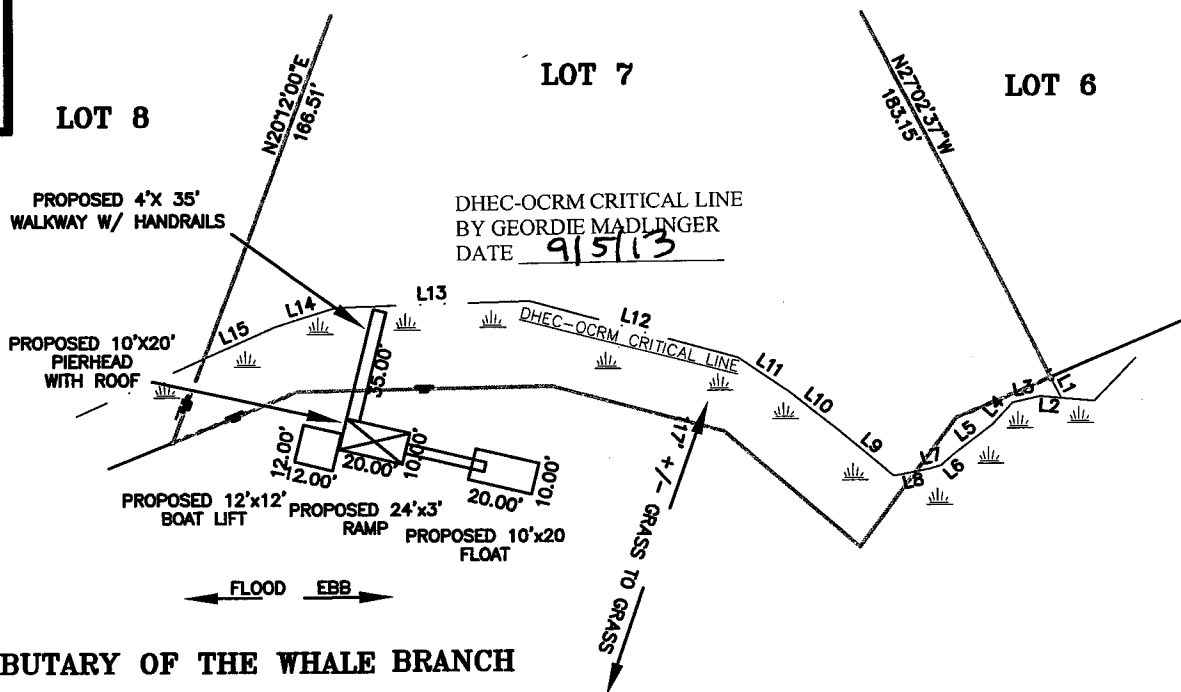 LOT 8
LOT 7
LOT 6
N20°12'00"E
166.51'
N27°02'37"W
183.15'
PROPOSED 4'X 35'
WALKWAY W/ HANDRAILS
DHEC-OCRM CRITICAL LINE
BY GEORDIE MADLINGER
DATE 9/5/13
PROPOSED 10'X20'
PIERHEAD
WITH ROOF
L15
L14
L13
L12
DHEC-OCRM CRITICAL LINE
L11
L10
L9
L8
L7
L6
L5
L4
L3
L2
L1
35.00'
12.00'
12.00'
20.00'
10.00'
20.00'
10.00'
PROPOSED 12'x12'
BOAT LIFT
PROPOSED 24'x3'
RAMP
PROPOSED 10'x20
FLOAT
117' +/- GRASS TO GRASS
FLOOD EBB
BUTARY OF THE WHALE BRANCH